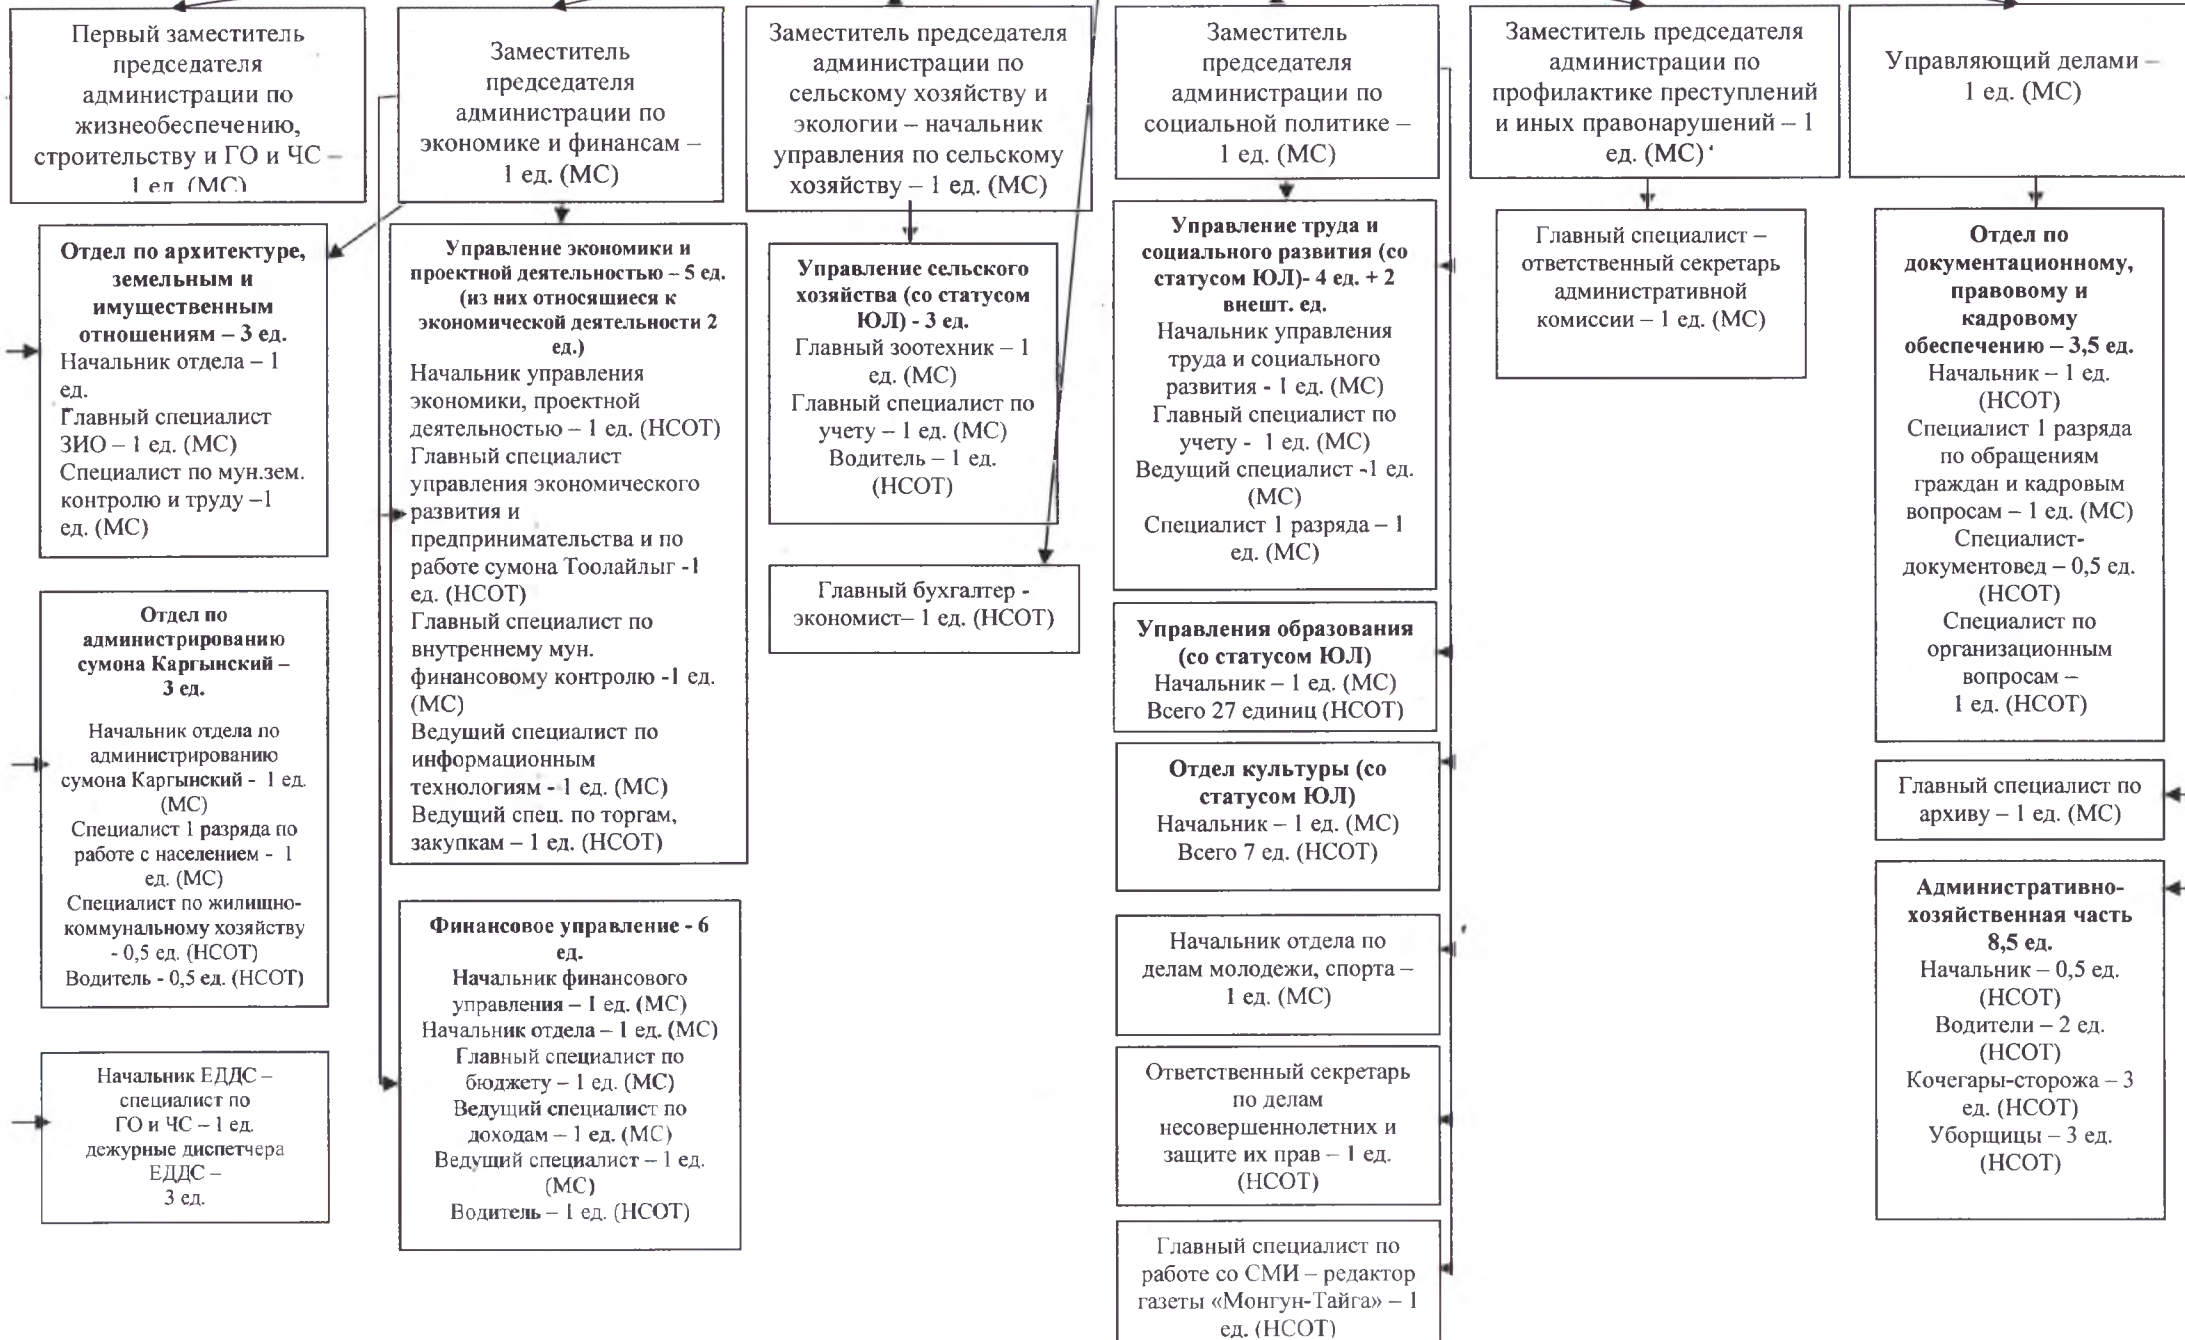 Первый заместитель
председателя
администрации по
жизнеобеспечению,
строительству и ГО и ЧС –
1 ед. (МС)
Заместитель
председателя
администрации по
экономике и финансам –
1 ед. (МС)
Заместитель председателя
администрации по
сельскому хозяйству и
экологии – начальник
управления по сельскому
хозяйству – 1 ед. (МС)
Заместитель
председателя
администрации по
социальной политике –
1 ед. (МС)
Заместитель председателя
администрации по
профилактике преступлений
и иных правонарушений – 1
ед. (МС)
Управляющий делами –
1 ед. (МС)
Отдел по архитектуре,
земельным и
имущественным
отношениям – 3 ед.
Начальник отдела – 1
ед.
Главный специалист
ЗИО – 1 ед. (МС)
Специалист по мун.зем.
контролю и труду –1
ед. (МС)
Отдел по
администрированию
сумона Каргынский –
3 ед.
Начальник отдела по
администрированию
сумона Каргынский - 1 ед.
(МС)
Специалист 1 разряда по
работе с населением - 1
ед. (МС)
Специалист по жилищно-
коммунальному хозяйству
- 0,5 ед. (НСОТ)
Водитель - 0,5 ед. (НСОТ)
Начальник ЕДДС –
специалист по
ГО и ЧС – 1 ед.
дежурные диспетчера
ЕДДС –
3 ед.
Управление экономики и
проектной деятельностью – 5 ед.
(из них относяшиеся к
экономической деятельности 2
ед.)
Начальник управления
экономики, проектной
деятельностью – 1 ед. (НСОТ)
Главный специалист
управления экономического
развития и
предпринимательства и по
работе сумона Тоолайлыг -1
ед. (НСОТ)
Главный специалист по
внутреннему мун.
финансовому контролю -1 ед.
(МС)
Ведуший специалист по
информационным
технологиям - 1 ед. (МС)
Ведущий спец. по торгам,
закупкам – 1 ед. (НСОТ)
Финансовое управление - 6
ед.
Начальник финансового
управления – 1 ед. (МС)
Начальник отдела – 1 ед. (МС)
Главный специалист по
бюджету – 1 ед. (МС)
Ведущий специалист по
доходам – 1 ед. (МС)
Ведущий специалист – 1 ед.
(МС)
Водитель – 1 ед. (НСОТ)
Управление сельского
хозяйства (со статусом
ЮЛ) - 3 ед.
Главный зоотехник – 1
ед. (МС)
Главный специалист по
учету – 1 ед. (МС)
Водитель – 1 ед.
(НСОТ)
Главный бухгалтер -
экономист– 1 ед. (НСОТ)
Управление труда и
социального развития (со
статусом ЮЛ)- 4 ед. + 2
внешт. ед.
Начальник управления
труда и социального
развития - 1 ед. (МС)
Главный специалист по
учету - 1 ед. (МС)
Ведущий специалист -1 ед.
(МС)
Специалист 1 разряда – 1
ед. (МС)
Управления образования
(со статусом ЮЛ)
Начальник – 1 ед. (МС)
Всего 27 единиц (НСОТ)
Отдел культуры (со
статусом ЮЛ)
Начальник – 1 ед. (МС)
Всего 7 ед. (НСОТ)
Начальник отдела по
делам молодежи, спорта –
1 ед. (МС)
Ответственный секретарь
по делам
несовершеннолетних и
защите их прав – 1 ед.
(НСОТ)
Главный специалист по
работе со СМИ – редактор
газеты «Монгун-Тайга» – 1
ед. (НСОТ)
Главный специалист –
ответственный секретарь
административной
комиссии – 1 ед. (МС)
Отдел по
документационному,
правовому и
кадровому
обеспечению – 3,5 ед.
Начальник – 1 ед.
(НСОТ)
Специалист 1 разряда
по обращениям
граждан и кадровым
вопросам – 1 ед. (МС)
Специалист-
документовед – 0,5 ед.
(НСОТ)
Специалист по
организационным
вопросам –
1 ед. (НСОТ)
Главный специалист по
архиву – 1 ед. (МС)
Административно-
хозяйственная часть
8,5 ед.
Начальник – 0,5 ед.
(НСОТ)
Водители – 2 ед.
(НСОТ)
Кочегары-сторожа – 3
ед. (НСОТ)
Уборщицы – 3 ед.
(НСОТ)